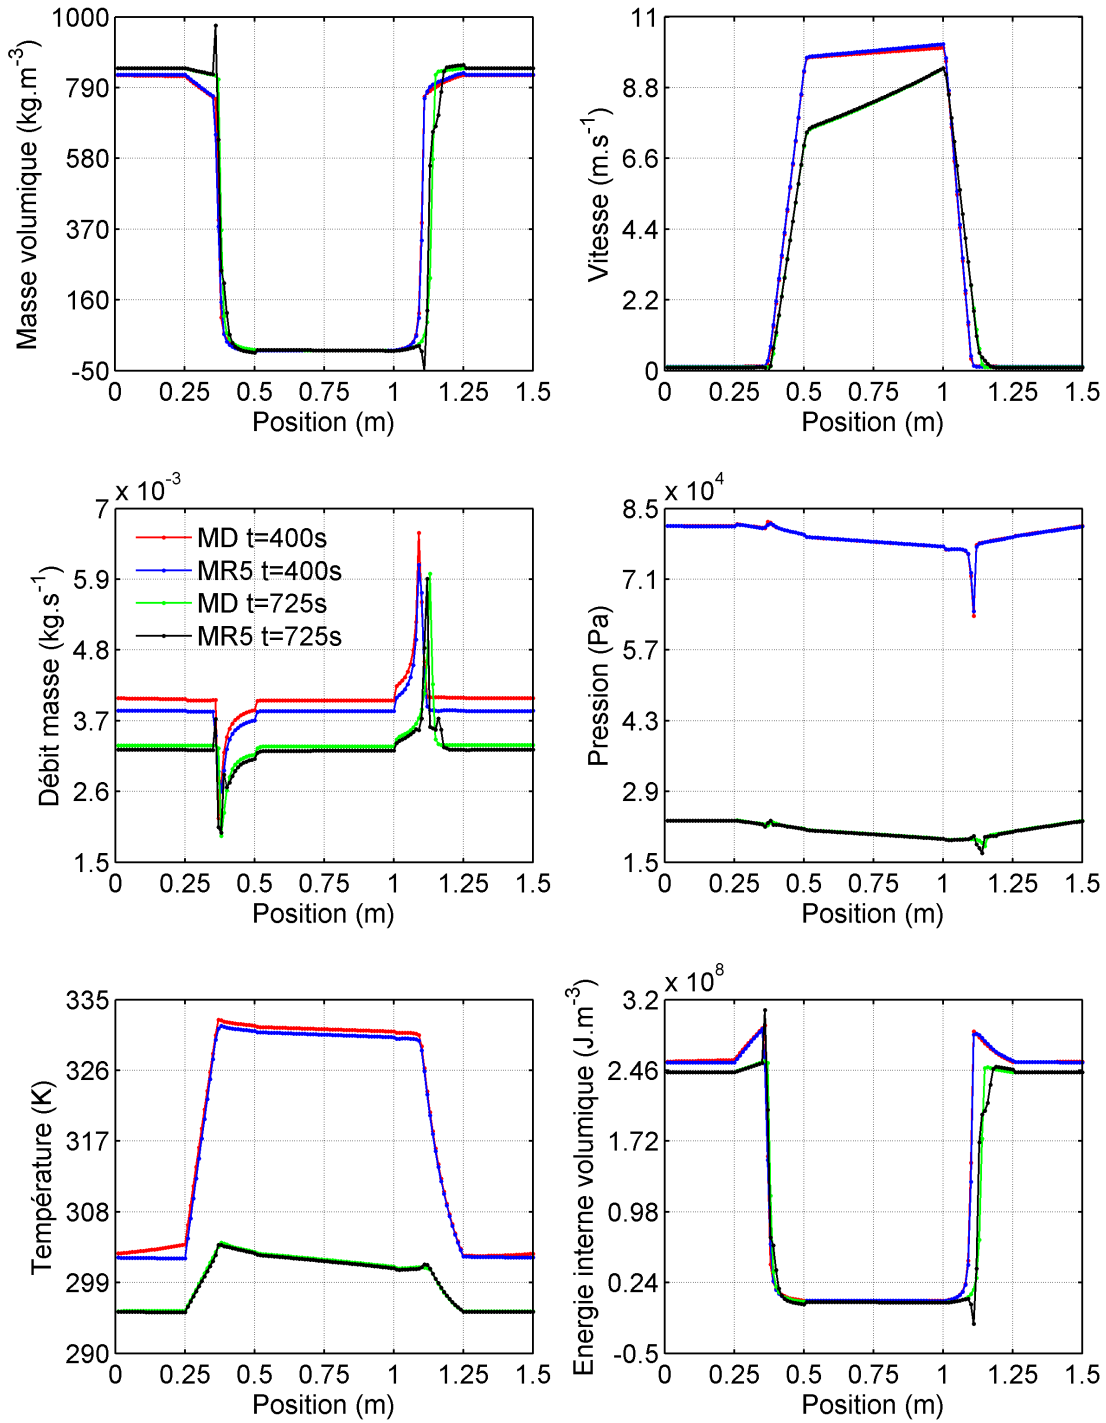 1000
790
580
370
160
-50
0 0.25 0.5 0.75 1 1.25 1.5
Position (m)
Masse volumique (kg.m-3)
11
8.8
6.6
4.4
2.2
0
0 0.25 0.5 0.75 1 1.25 1.5
Position (m)
Vitesse (m.s-1)
x 10-3
7
5.9
4.8
3.7
2.6
1.5
0 0.25 0.5 0.75 1 1.25 1.5
Position (m)
Débit masse (kg.s-1)
MD t=400s
MR5 t=400s
MD t=725s
MR5 t=725s
x 104
8.5
7.1
5.7
4.3
2.9
1.5
0 0.25 0.5 0.75 1 1.25 1.5
Position (m)
Pression (Pa)
335
326
317
308
299
290
0 0.25 0.5 0.75 1 1.25 1.5
Position (m)
Température (K)
x 108
3.2
2.46
1.72
0.98
0.24
-0.5
0 0.25 0.5 0.75 1 1.25 1.5
Position (m)
Energie interne volumique (J.m-3)